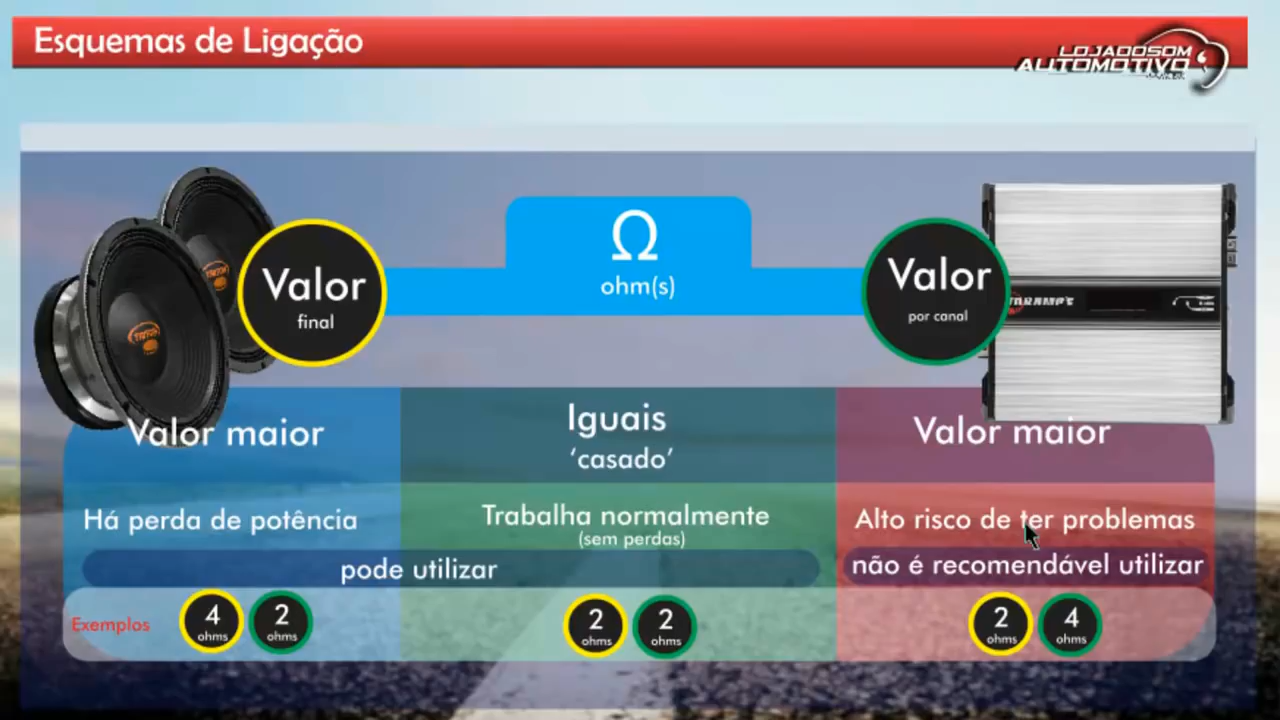 Esquemas de Ligação
LOJADOSOM
AUTOMOTIVO
Valor
final
Ω
ohm(s)
Valor
por canal
Valor maior
Iguais
'casado'
Valor maior
Há perda de potência
Trabalha normalmente
(sem perdas)
Alto risco de ter problemas
pode utilizar
não é recomendável utilizar
Exemplos
4
ohms
2
ohms
2
ohms
2
ohms
2
ohms
4
ohms